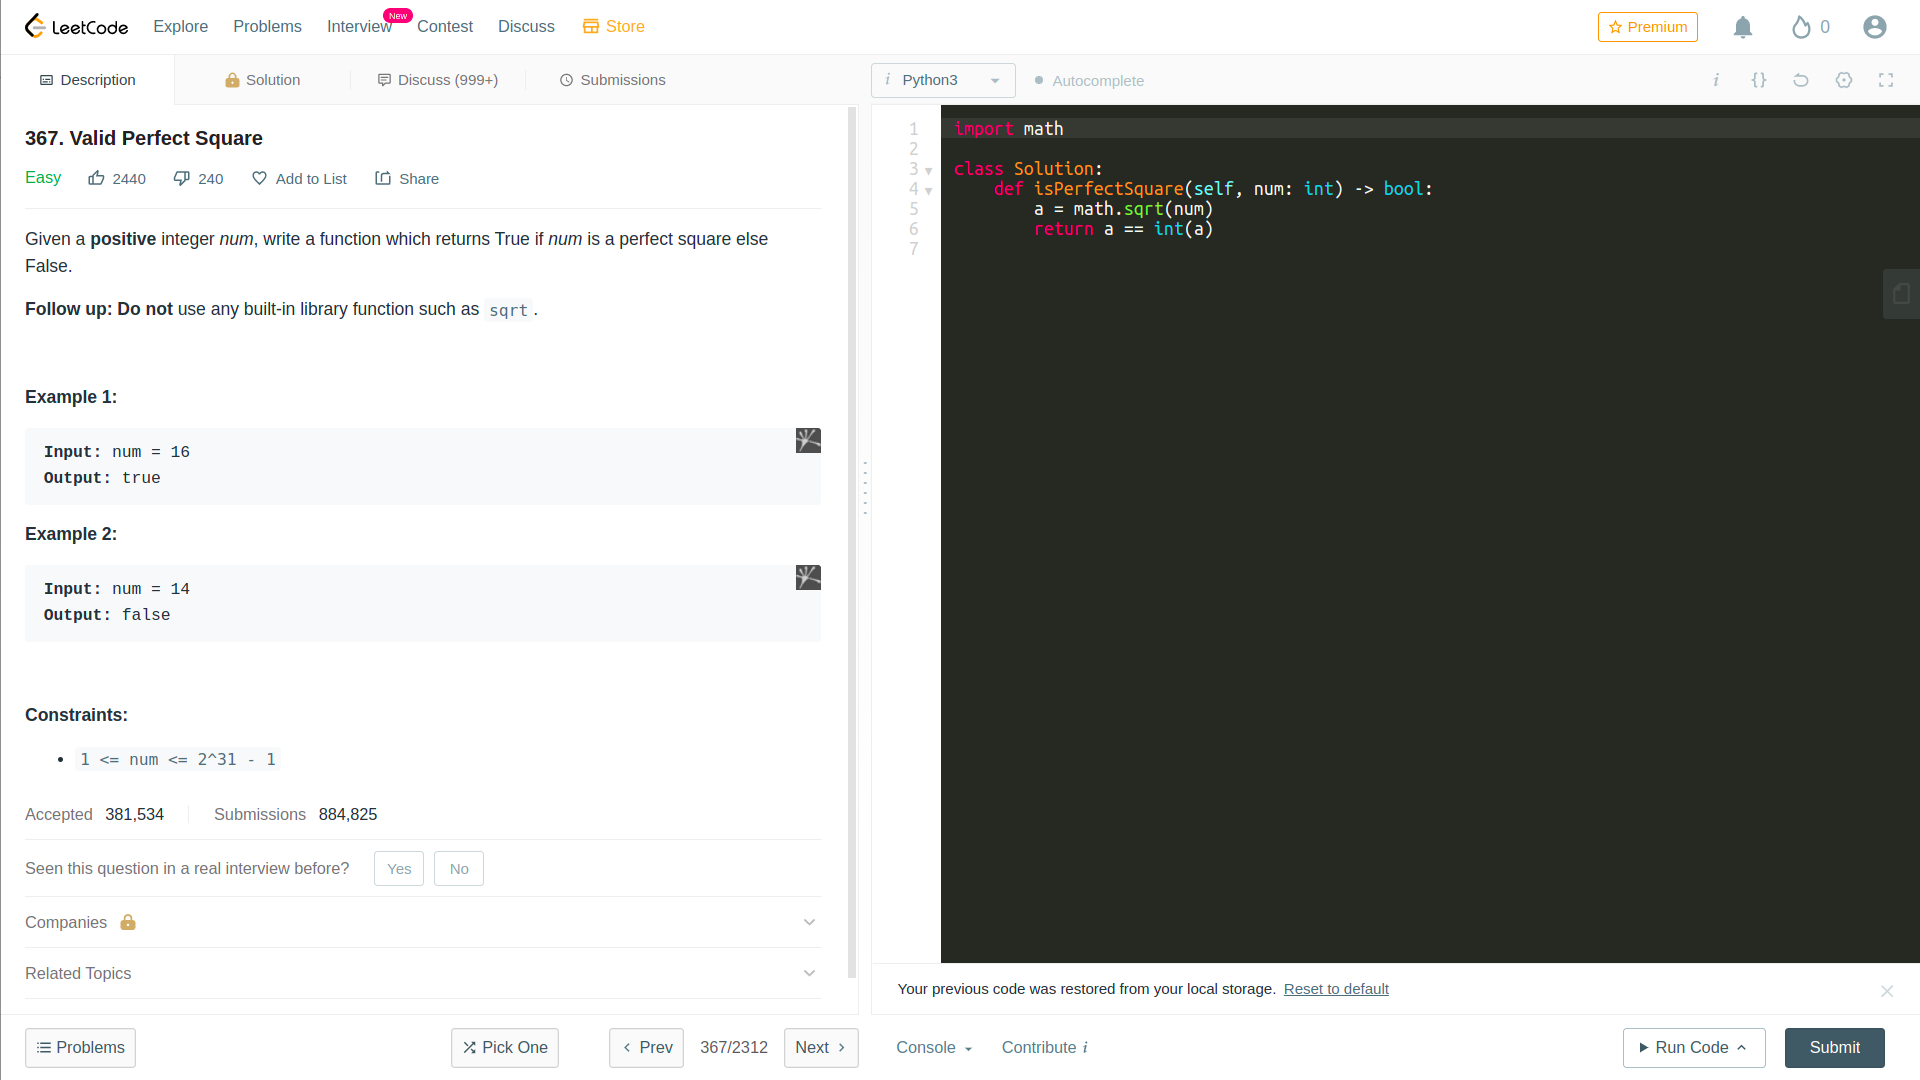 LeetCode Explore Problems Interview New Contest Discuss Store Premium 0
Description Solution Discuss (999+) Submissions
i Python3 Autocomplete i {}
367. Valid Perfect Square
Easy 2440 240 Add to List Share
Given a positive integer num, write a function which returns True if num is a perfect square else
False.
Follow up: Do not use any built-in library function such as sqrt.
Example 1:
Input: num = 16
Output: true
Example 2:
Input: num = 14
Output: false
Constraints:
• 1 <= num <= 2^31 - 1
Accepted 381,534 Submissions 884,825
Seen this question in a real interview before? Yes No
Companies
Related Topics
1 import math
2
3 class Solution:
4 def isPerfectSquare(self, num: int) -> bool:
5 a = math.sqrt(num)
6 return a == int(a)
7
Your previous code was restored from your local storage. Reset to default
Problems Pick One Prev 367/2312 Next Console Contribute i Run Code Submit